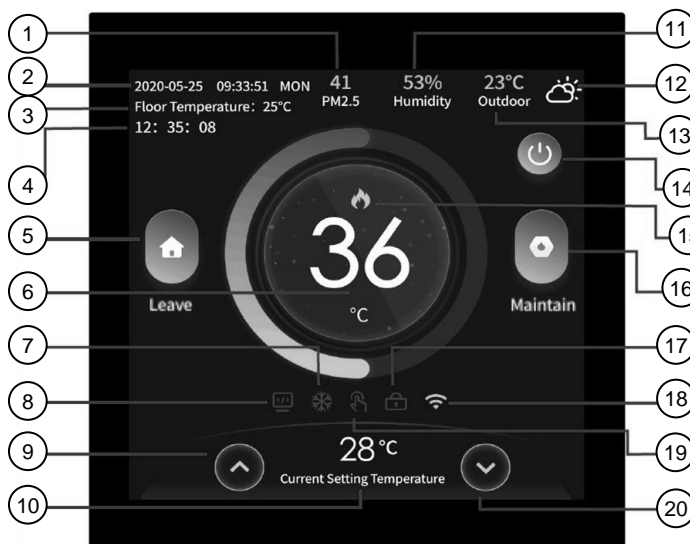 1
11
2
2020-05-25 09:33:51 MON
41
PM2.5
53%
Humidity
23°C
Outdoor
12
3
Floor Temperature: 25°C
12: 35: 08
13
4
14
5
15
36
°C
6
Leave
Maintain
16
7
17
8
18
9
28°C
Current Setting Temperature
19
10
20